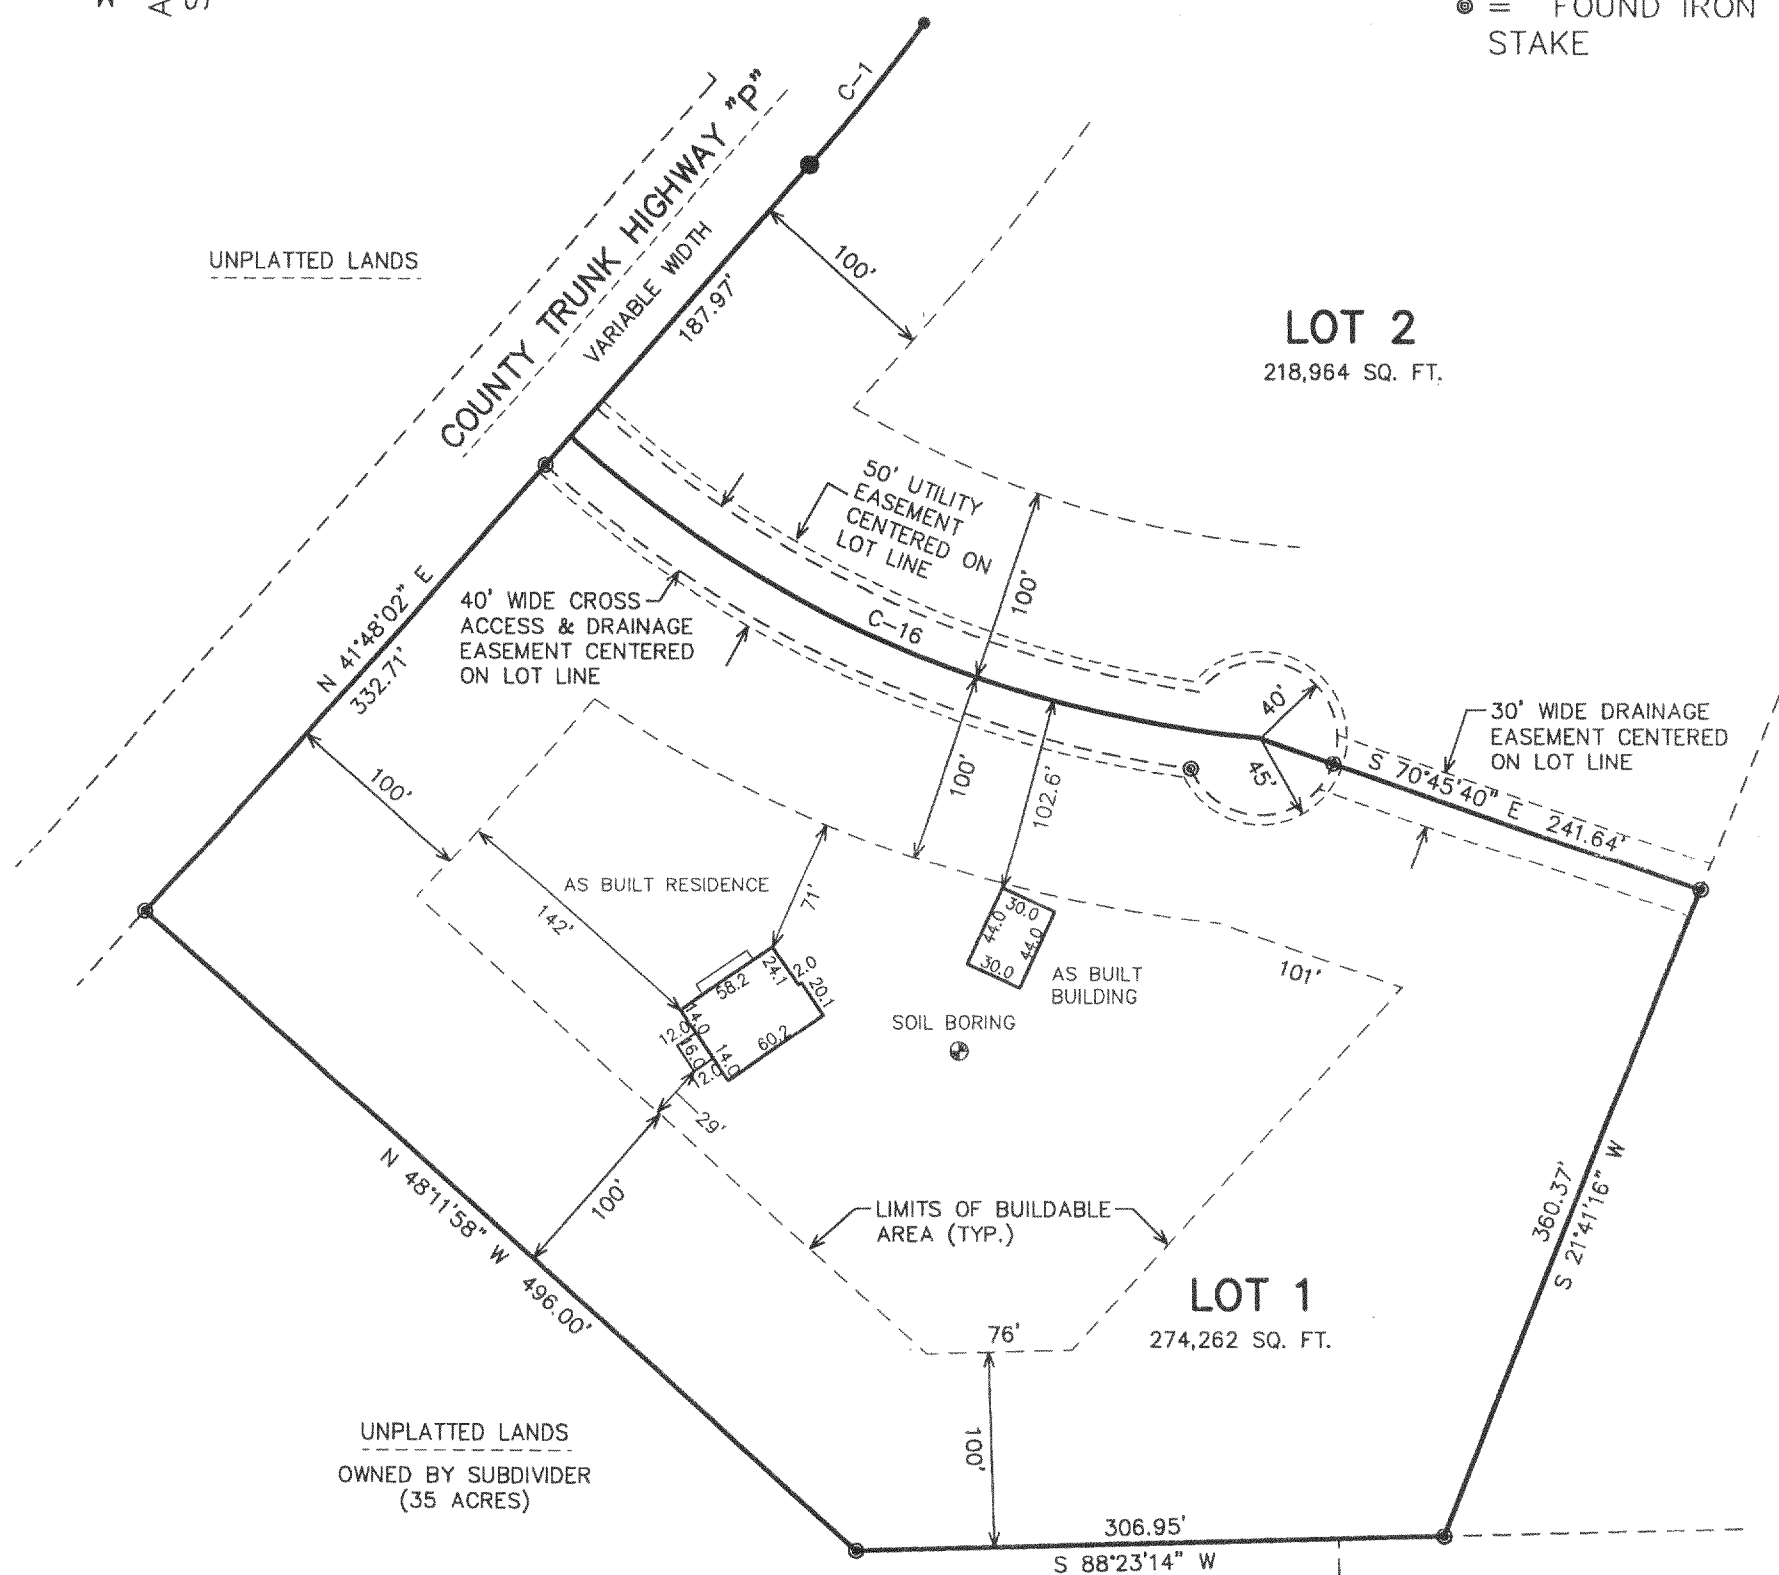 = FOUND IRON
STAKE
C-1
COUNTY TRUNK HIGHWAY "P"
VARIABLE WIDTH
187.97'
100'
UNPLATTED LANDS
LOT 2
218,964 SQ. FT.
50' UTILITY
EASEMENT
CENTERED ON
LOT LINE
100'
C-16
40' WIDE CROSS
ACCESS & DRAINAGE
EASEMENT CENTERED
ON LOT LINE
N 41°48'02" E
332.71'
40'
45'
30' WIDE DRAINAGE
EASEMENT CENTERED
ON LOT LINE
S 70°45'40" E 241.64'
100'
100'
102.6'
AS BUILT RESIDENCE
142'
71'
58.2
24.1
2.0
20.1
60.2
14.0
12.0
16.0
14.0
12.0
29'
30.0
44.0
44.0
30.0
AS BUILT
BUILDING
101'
SOIL BORING
100'
N 48°11'58" W 496.00'
LIMITS OF BUILDABLE
AREA (TYP.)
360.37'
S 21°41'16" W
LOT 1
274,262 SQ. FT.
76'
100'
UNPLATTED LANDS
OWNED BY SUBDIVIDER
(35 ACRES)
306.95'
S 88°23'14" W